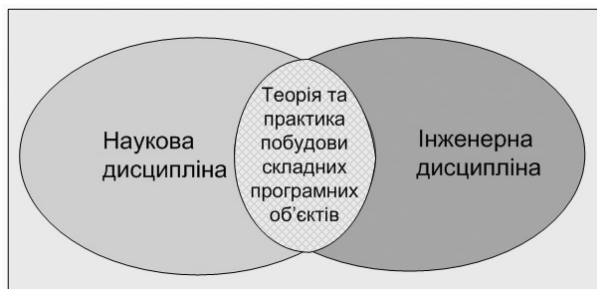 Наукова
дисципліна
Теорія та
практика
побудови
складних
програмних
об’єктів
Інженерна
дисципліна